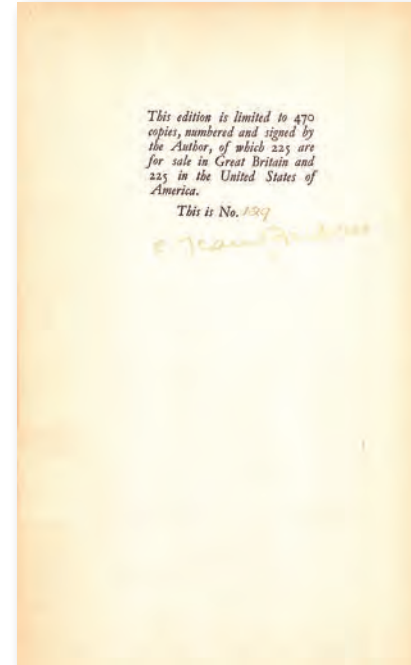 This edition is limited to 470
copies, numbered and signed by
the Author, of which 225 are
for sale in Great Britain and
225 in the United States of
America.
This is No. 129